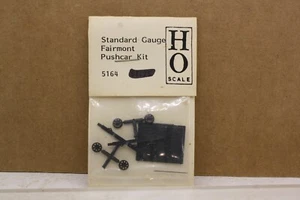 Standard Gauge
Fairmont
Pushcar Kit
5164
HO
SCALE